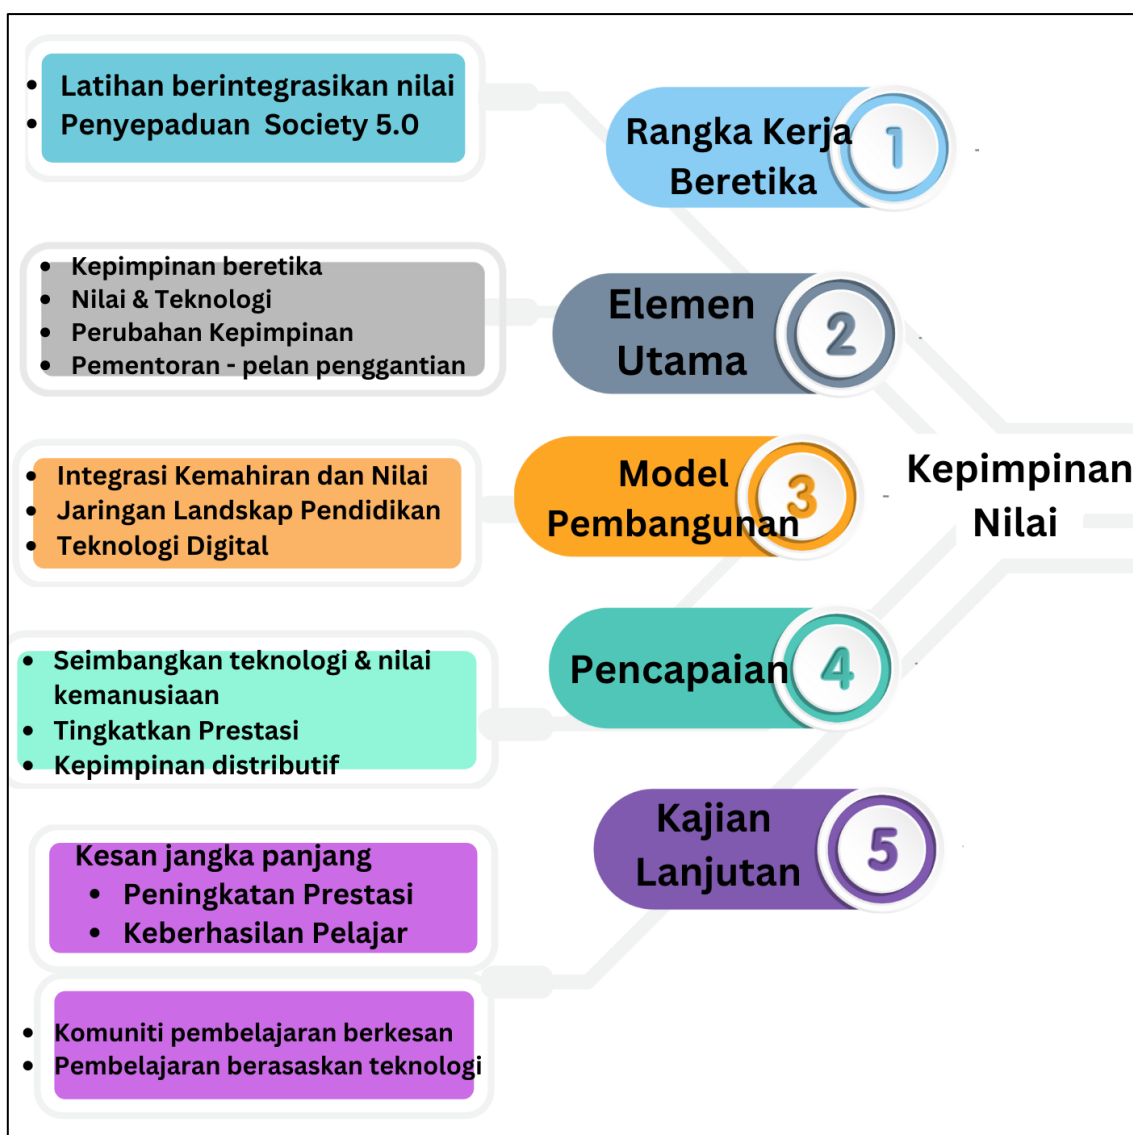 • Latihan berintegrasikan nilai
• Penyepaduan Society 5.0
Rangka Kerja
Beretika
1
• Kepimpinan beretika
• Nilai & Teknologi
• Perubahan Kepimpinan
• Pementoran - pelan penggantian
Elemen
Utama
2
• Integrasi Kemahiran dan Nilai
• Jaringan Landskap Pendidikan
• Teknologi Digital
Model
Pembangunan
3
Kepimpinan
Nilai
• Seimbangkan teknologi & nilai
kemanusiaan
• Tingkatkan Prestasi
• Kepimpinan distributif
Pencapaian
4
Kesan jangka panjang
• Peningkatan Prestasi
• Keberhasilan Pelajar
Kajian
Lanjutan
5
• Komuniti pembelajaran berkesan
• Pembelajaran berasaskan teknologi